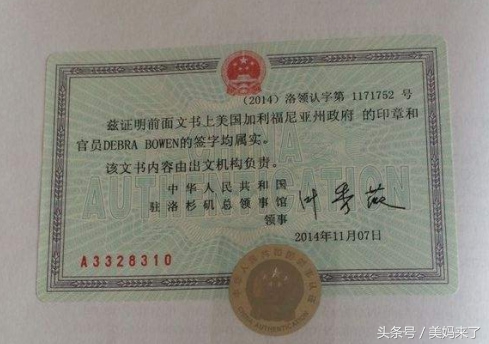 （2014）洛领认字第 1171752 号
兹证明前面文书上美国加利福尼亚州政府 的印章和
官员DEBRA BOWEN的签字均属实。
该文书内容由出文机构负责。
中华人民共和国
驻洛杉矶总领事馆
领事
2014年11月07日
A3328310
AUTHENTICATION
头条号 / 美妈来了